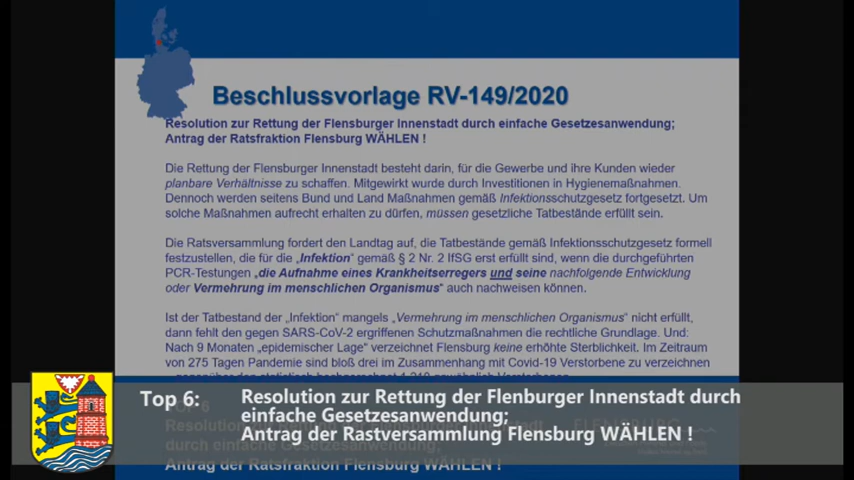 Beschlussvorlage RV-149/2020
Resolution zur Rettung der Flensburger Innenstadt durch einfache Gesetzesanwendung;
Antrag der Ratsfraktion Flensburg WÄHLEN !
Die Rettung der Flensburger Innenstadt besteht darin, für die Gewerbe und ihre Kunden wieder
planbare Verhältnisse zu schaffen. Mitgewirkt wurde durch Investitionen in Hygienemaßnahmen.
Dennoch werden seitens Bund und Land Maßnahmen gemäß Infektionsschutzgesetz fortgesetzt. Um
solche Maßnahmen aufrecht erhalten zu dürfen, müssen gesetzliche Tatbestände erfüllt sein.
Die Ratsversammlung fordert den Landtag auf, die Tatbestände gemäß Infektionsschutzgesetz formell
festzustellen, die für die „Infektion“ gemäß § 2 Nr. 2 IfSG erst erfüllt sind, wenn die durchgeführten
PCR-Testungen „die Aufnahme eines Krankheitserregers und seine nachfolgende Entwicklung
oder Vermehrung im menschlichen Organismus“ auch nachweisen können.
Ist der Tatbestand der „Infektion“ mangels „Vermehrung im menschlichen Organismus“ nicht erfüllt,
dann fehlt den gegen SARS-CoV-2 ergriffenen Schutzmaßnahmen die rechtliche Grundlage. Und:
Nach 9 Monaten „epidemischer Lage“ verzeichnet Flensburg keine erhöhte Sterblichkeit. Im Zeitraum
von 275 Tagen Pandemie sind bloß drei im Zusammenhang mit Covid-19 Verstorbene zu verzeichnen
Top 6: Resolution zur Rettung der Flenburger Innenstadt durch
einfache Gesetzesanwendung;
Antrag der Rastversammlung Flensburg WÄHLEN !
Resolution zur Rettung der Flensburger Innenstadt
durch einfache Gesetzesanwendung;
Antrag der Ratsfraktion Flensburg WÄHLEN !